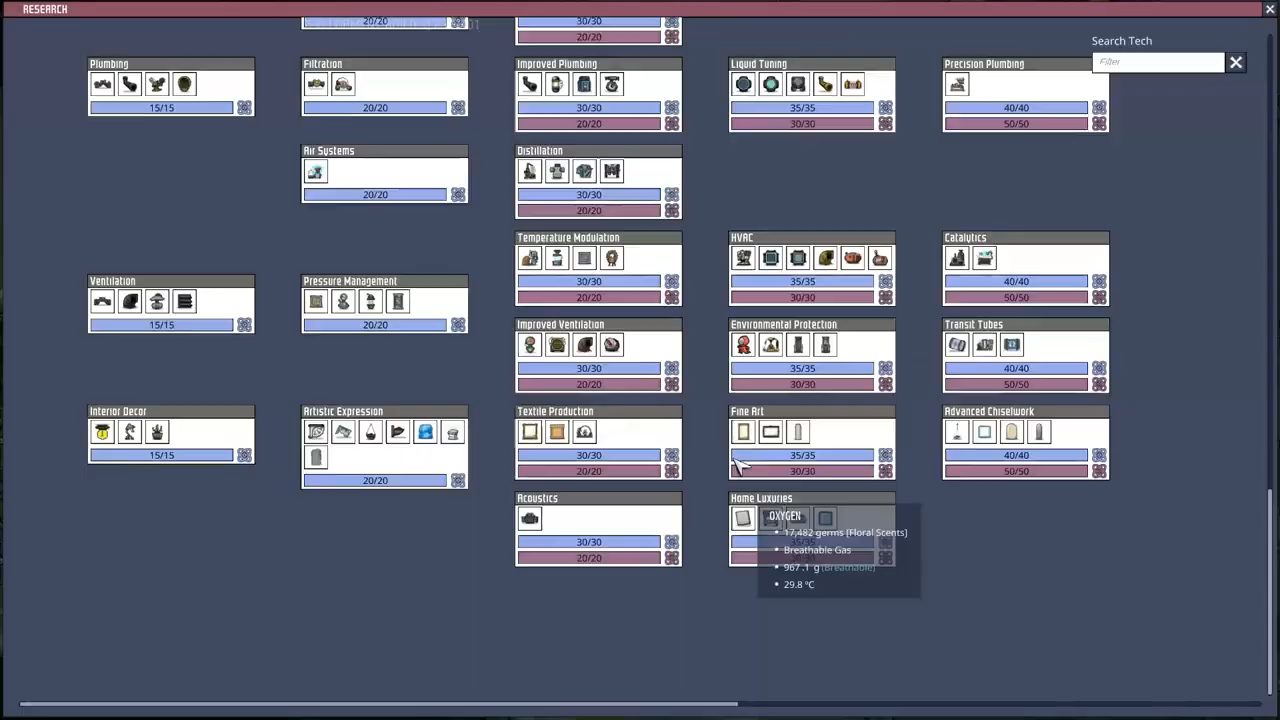 RESEARCH
20/20
30/30
20/20
Search Tech
Filter
Plumbing
15/15
Filtration
20/20
Improved Plumbing
30/30
20/20
Liquid Tuning
35/35
30/30
Precision Plumbing
40/40
50/50
Air Systems
20/20
Distillation
30/30
20/20
Temperature Modulation
30/30
20/20
HVAC
35/35
30/30
Catalytics
40/40
50/50
Ventilation
15/15
Pressure Management
20/20
Improved Ventilation
30/30
20/20
Environmental Protection
35/35
30/30
Transit Tubes
40/40
50/50
Interior Decor
15/15
Artistic Expression
20/20
Textile Production
30/30
20/20
Fine Art
35/35
30/30
Advanced Chiselwork
40/40
50/50
Acoustics
30/30
20/20
Home Luxuries
35/35
OXYGEN
• 17,482 germs [Floral Scents]
• Breathable Gas
• 967.1 g (Breathable)
• 29.8 °C